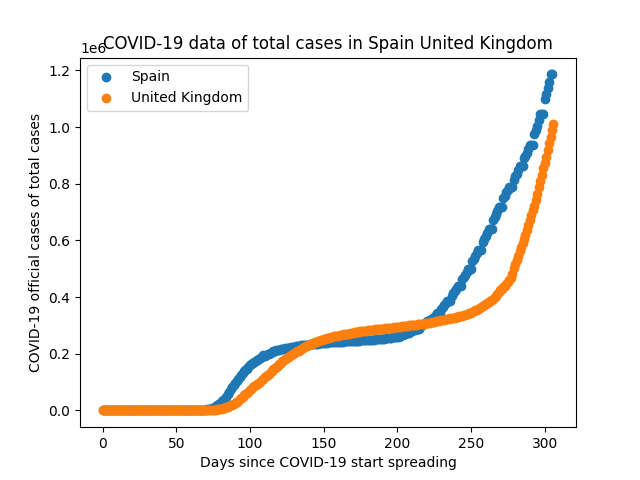 COVID-19 data of total cases in Spain United Kingdom
1e6
Spain
United Kingdom
COVID-19 official cases of total cases
1.2
1.0
0.8
0.6
0.4
0.2
0.0
0 50 100 150 200 250 300
Days since COVID-19 start spreading